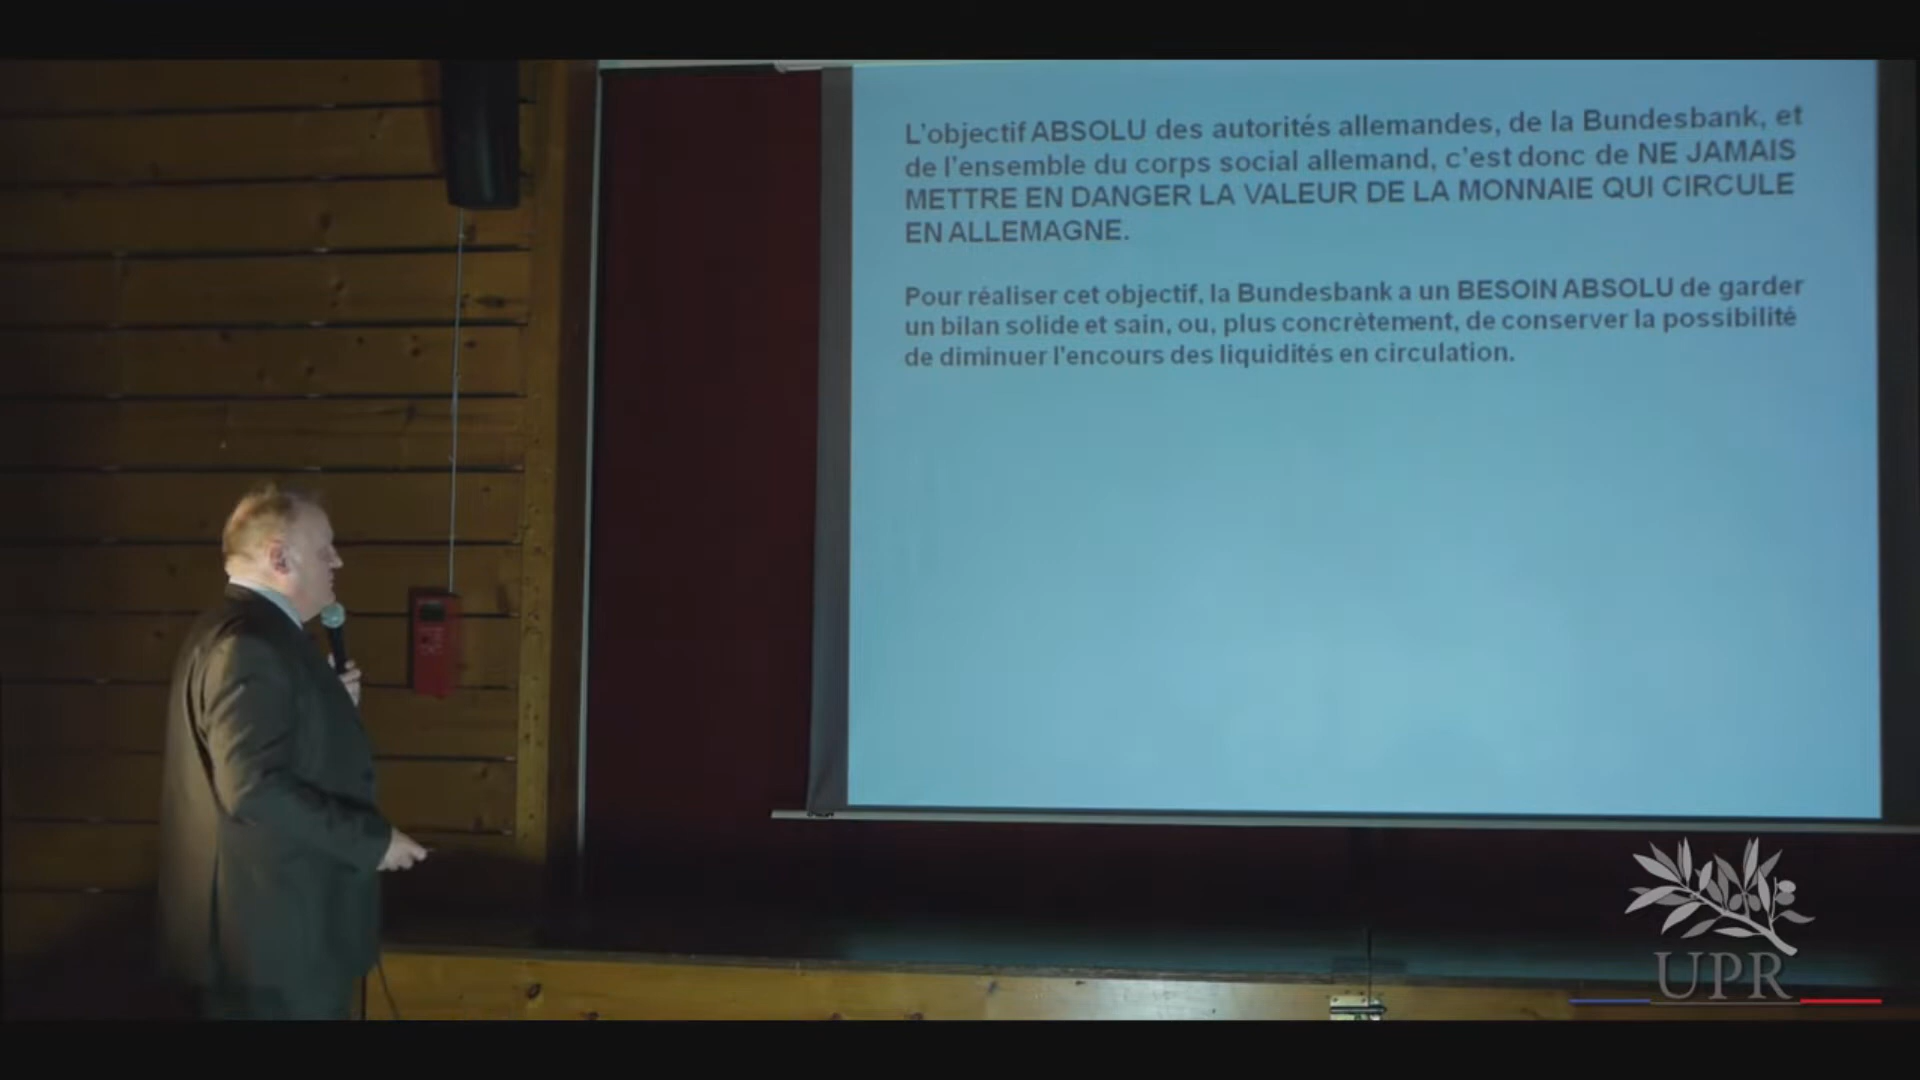 L'objectif ABSOLU des autorités allemandes, de la Bundesbank, et
de l'ensemble du corps social allemand, c'est donc de NE JAMAIS
METTRE EN DANGER LA VALEUR DE LA MONNAIE QUI CIRCULE
EN ALLEMAGNE.
Pour réaliser cet objectif, la Bundesbank a un BESOIN ABSOLU de garder
un bilan solide et sain, ou, plus concrètement, de conserver la possibilité
de diminuer l'encours des liquidités en circulation.
UPR